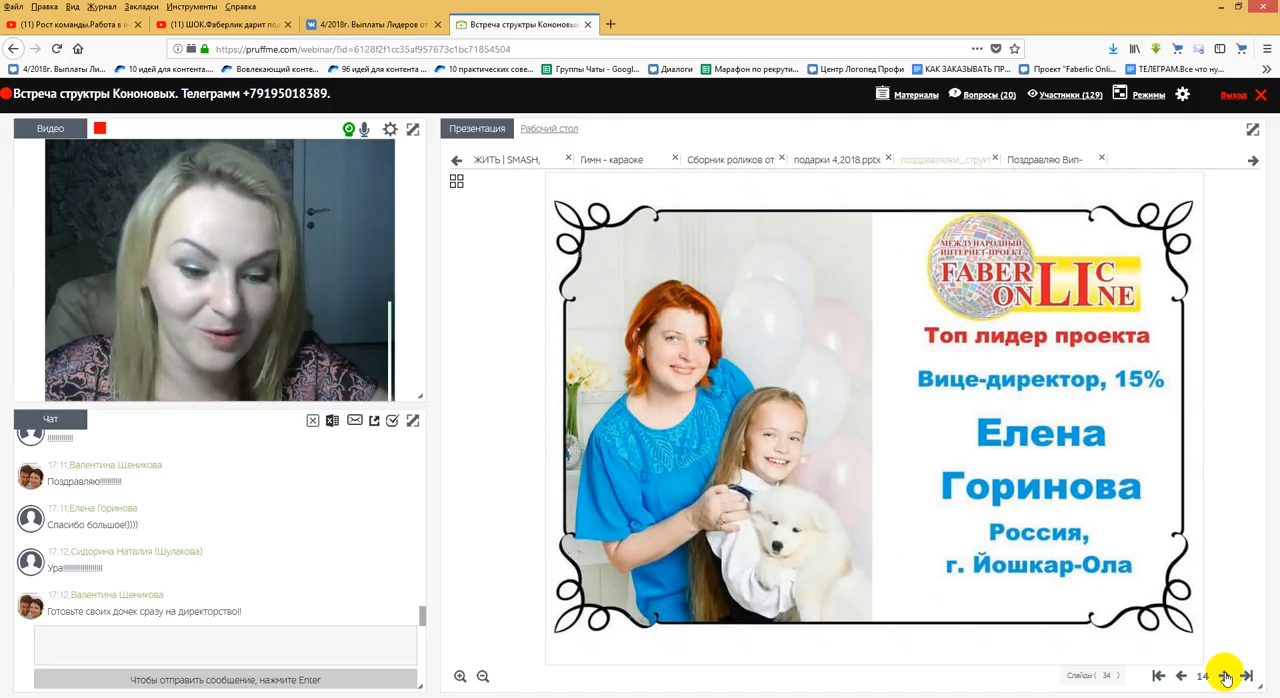 Файл Правка Вид Журнал Закладки Инструменты Справка
(11) Рост команды.Работа в и
(11) ШОК.Фаберлик дарит под
4/2018г. Выплаты Лидеров от
Встреча структры Кононовых.
https://pruffme.com/webinar/?id=6128f2f1cc35af957673c1bc71854504
4/2018г. Выплаты Ли...
10 идей для контента....
Вовлекающий контент...
96 идей для контента ...
10 практических сове...
Группы Чаты - Googl...
Диалоги
Марафон по рекрути...
Центр Логопед Профи
КАК ЗАКАЗЫВАТЬ ПР...
Проект "Faberlic Onli...
ТЕЛЕГРАМ.Все что ну...
Встреча структры Кононовых. Телеграмм +79195018389.
Материалы
Вопросы (20)
Участники (129)
Режимы
Выход
Видео
Презентация
Рабочий стол
ЖИТЬ | SMASH,
Гимн - караоке
Сборник роликов от
подарки 4,2018.pptx
поздравлялки_структ
Поздравляю Вип-
МЕЖДУНАРОДНЫЙ
ИНТЕРНЕТ-ПРОЕКТ
FABERLIC
ONLINE
Топ лидер проекта
Вице-директор, 15%
Елена
Горинова
Россия,
г. Йошкар-Ола
Чат
!!!!!!!!!!!!!
17:11,Валентина Щеникова
Поздравляю!!!!!!!!!!!
17:11,Елена Горинова
Спасибо большое!))))
17:12,Сидорина Наталия (Шулакова)
Ура!!!!!!!!!!!!!!!!!!!!
17:12,Валентина Щеникова
Готовьте своих дочек сразу на директорство!!
Чтобы отправить сообщение, нажмите Enter
Слайды ( 34 )
14